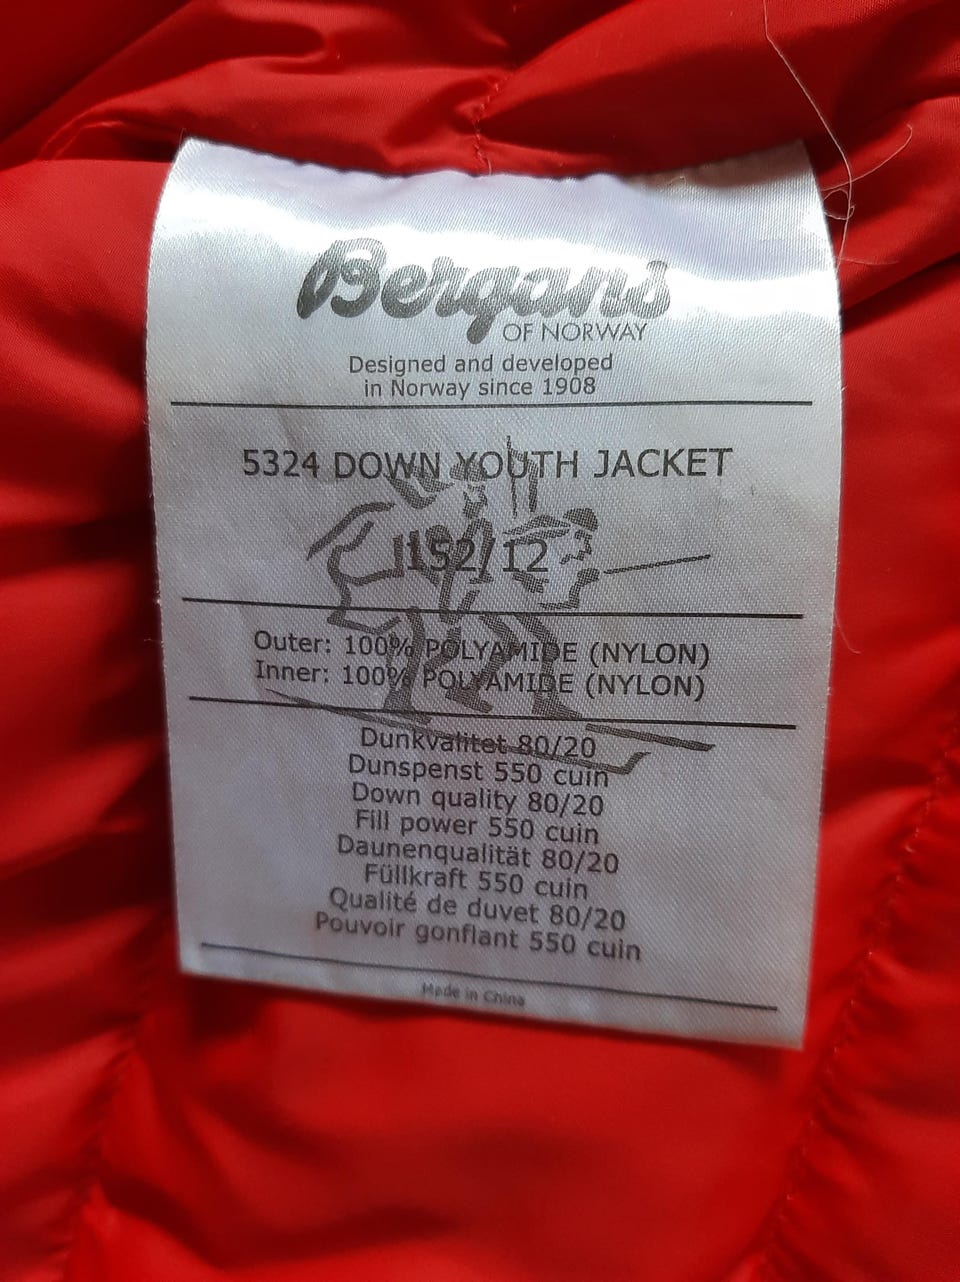 Bergans
OF NORWAY
Designed and developed
in Norway since 1908
5324 DOWN YOUTH JACKET
152/12
Outer: 100% POLYAMIDE (NYLON)
Inner: 100% POLYAMIDE (NYLON)
Dunkvalitet 80/20
Dunspenst 550 cuin
Down quality 80/20
Fill power 550 cuin
Daunenqualität 80/20
Füllkraft 550 cuin
Qualité de duvet 80/20
Pouvoir gonflant 550 cuin
Made in China